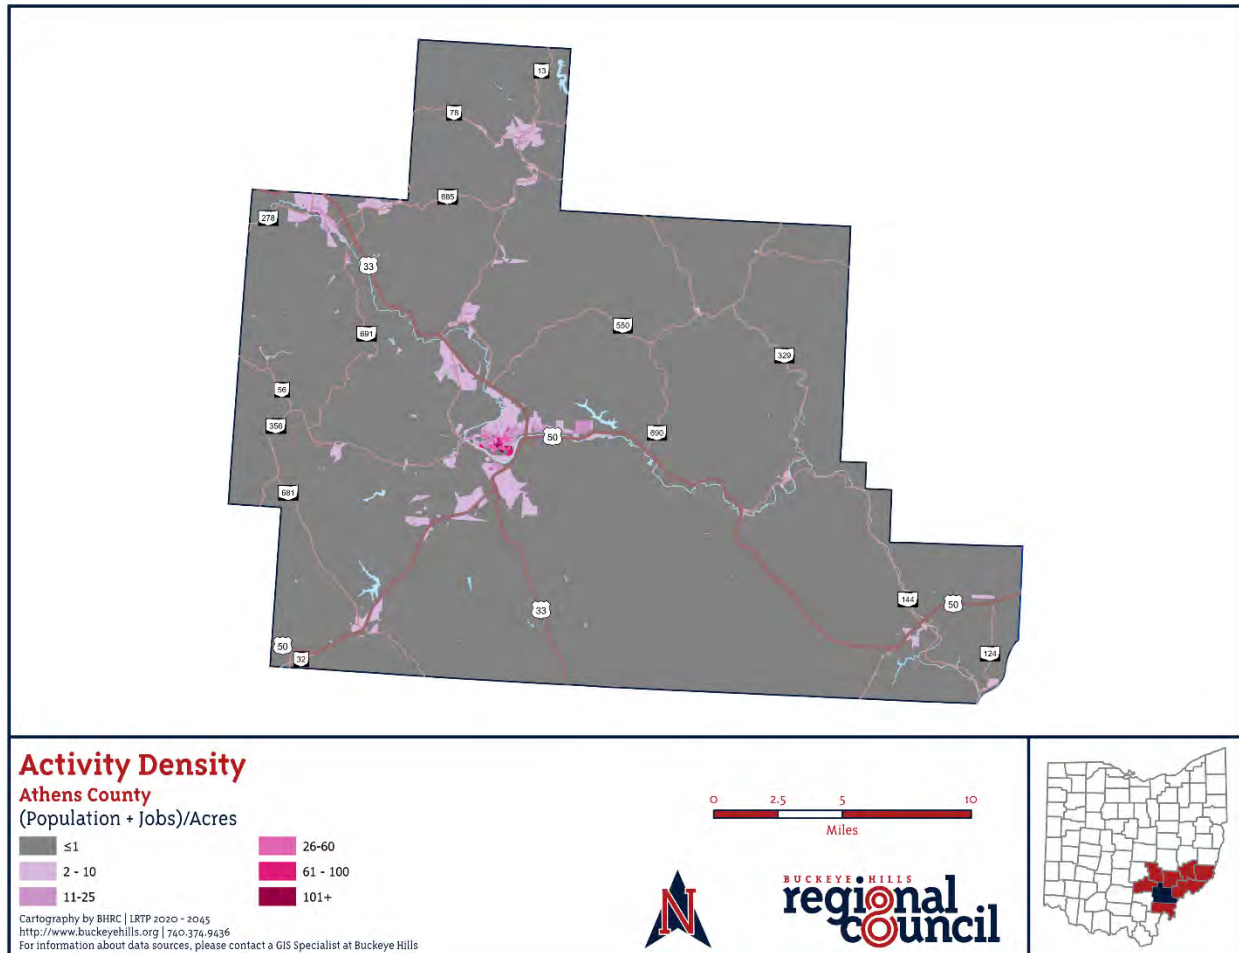 13
78
685
278
33
691
550
329
56
356
50
690
681
33
144
50
124
50
32
Activity Density
Athens County
(Population + Jobs)/Acres
≤1
2 - 10
11-25
26-60
61 - 100
101+
Cartography by BHRC | LRTP 2020 - 2045
http://www.buckeyehills.org | 740.374.9436
For information about data sources, please contact a GIS Specialist at Buckeye Hills
0 2.5 5 10
Miles
N
BUCKEYE HILLS
regional
council